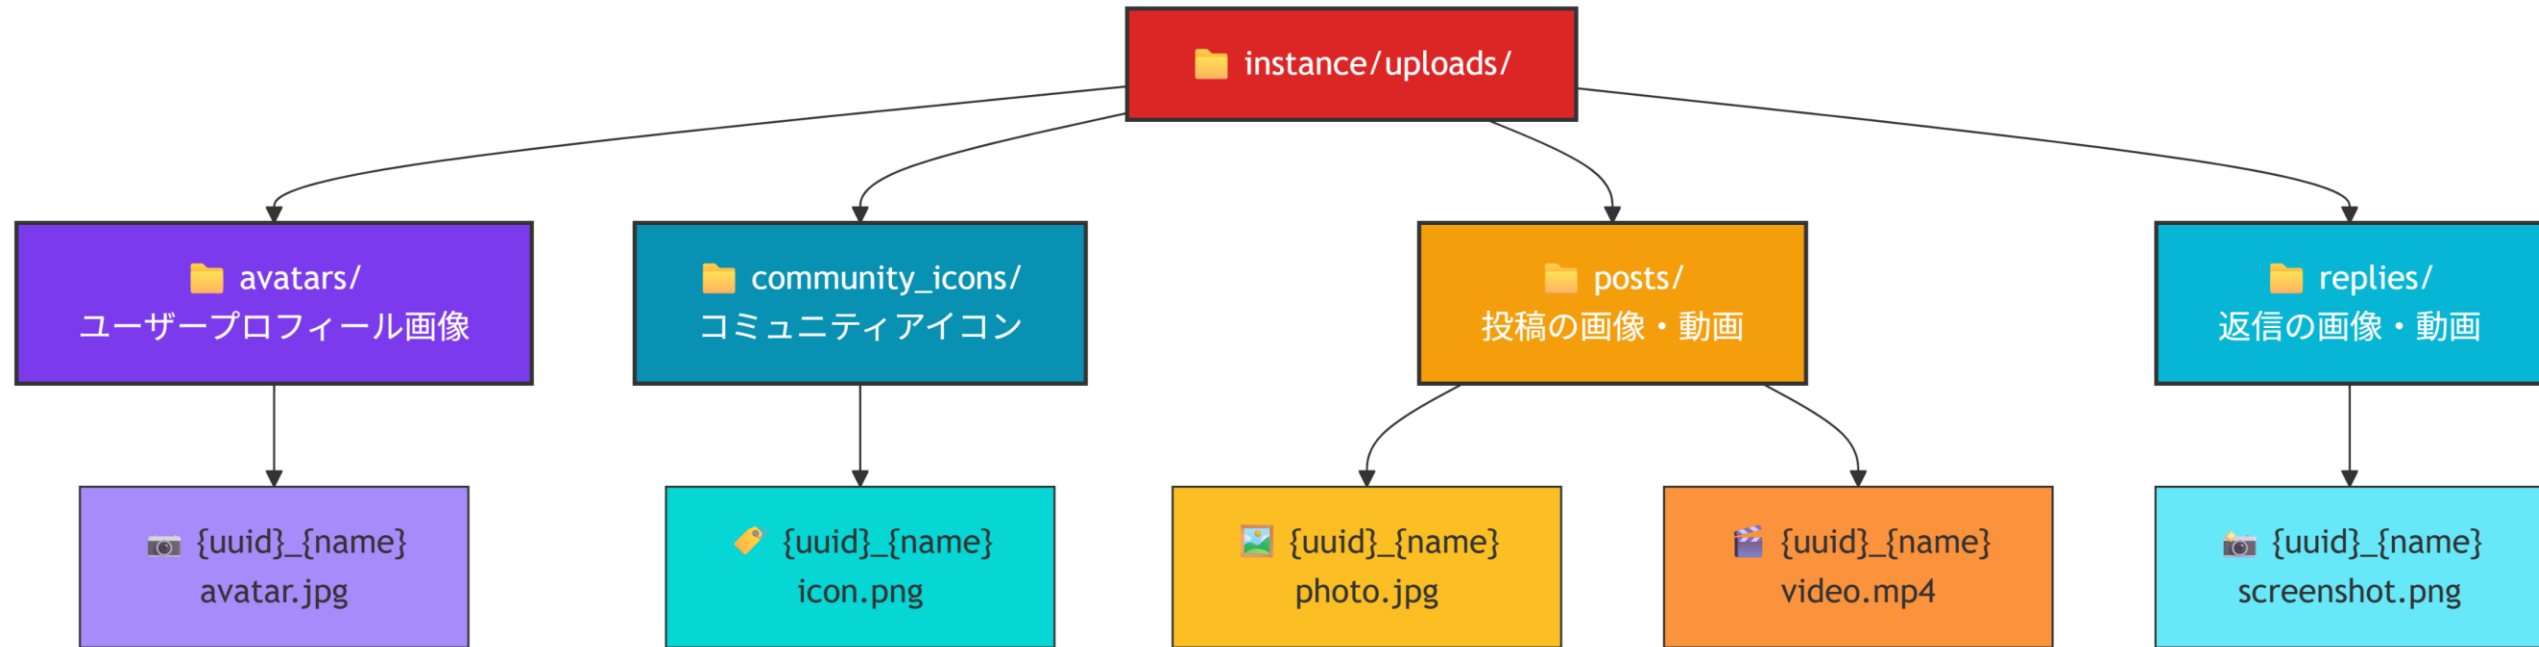 instance/uploads/
avatars/
ユーザープロフィール画像
community_icons/
コミュニティアイコン
posts/
投稿の画像・動画
replies/
返信の画像・動画
{uuid}_{name}
avatar.jpg
{uuid}_{name}
icon.png
{uuid}_{name}
photo.jpg
{uuid}_{name}
video.mp4
{uuid}_{name}
screenshot.png